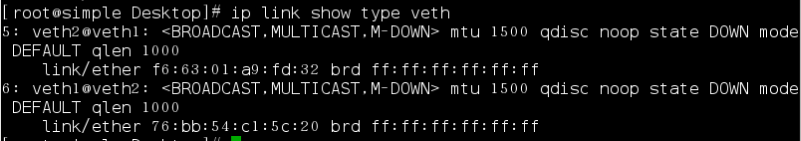 [root@simple Desktop]# ip link show type veth
5: veth2@veth1: <BROADCAST.MULTICAST.M-DOWN> mtu 1500 qdisc noop state DOWN mode
DEFAULT qlen 1000
link/ether f6:63:01:a9:fd:32 brd ff:ff:ff:ff:ff:ff
6: veth1@veth2: <BROADCAST.MULTICAST.M-DOWN> mtu 1500 qdisc noop state DOWN mode
DEFAULT qlen 1000
link/ether 76:bb:54:c1:5c:20 brd ff:ff:ff:ff:ff:ff